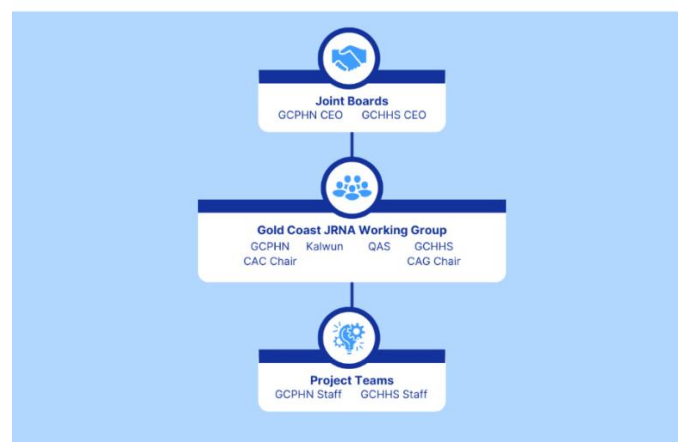 Joint Boards
GCPHN CEO GCHHS CEO
Gold Coast JRNA Working Group
GCPHN Kalwun QAS GCHHS
CAC Chair CAG Chair
Project Teams
GCPHN Staff GCHHS Staff